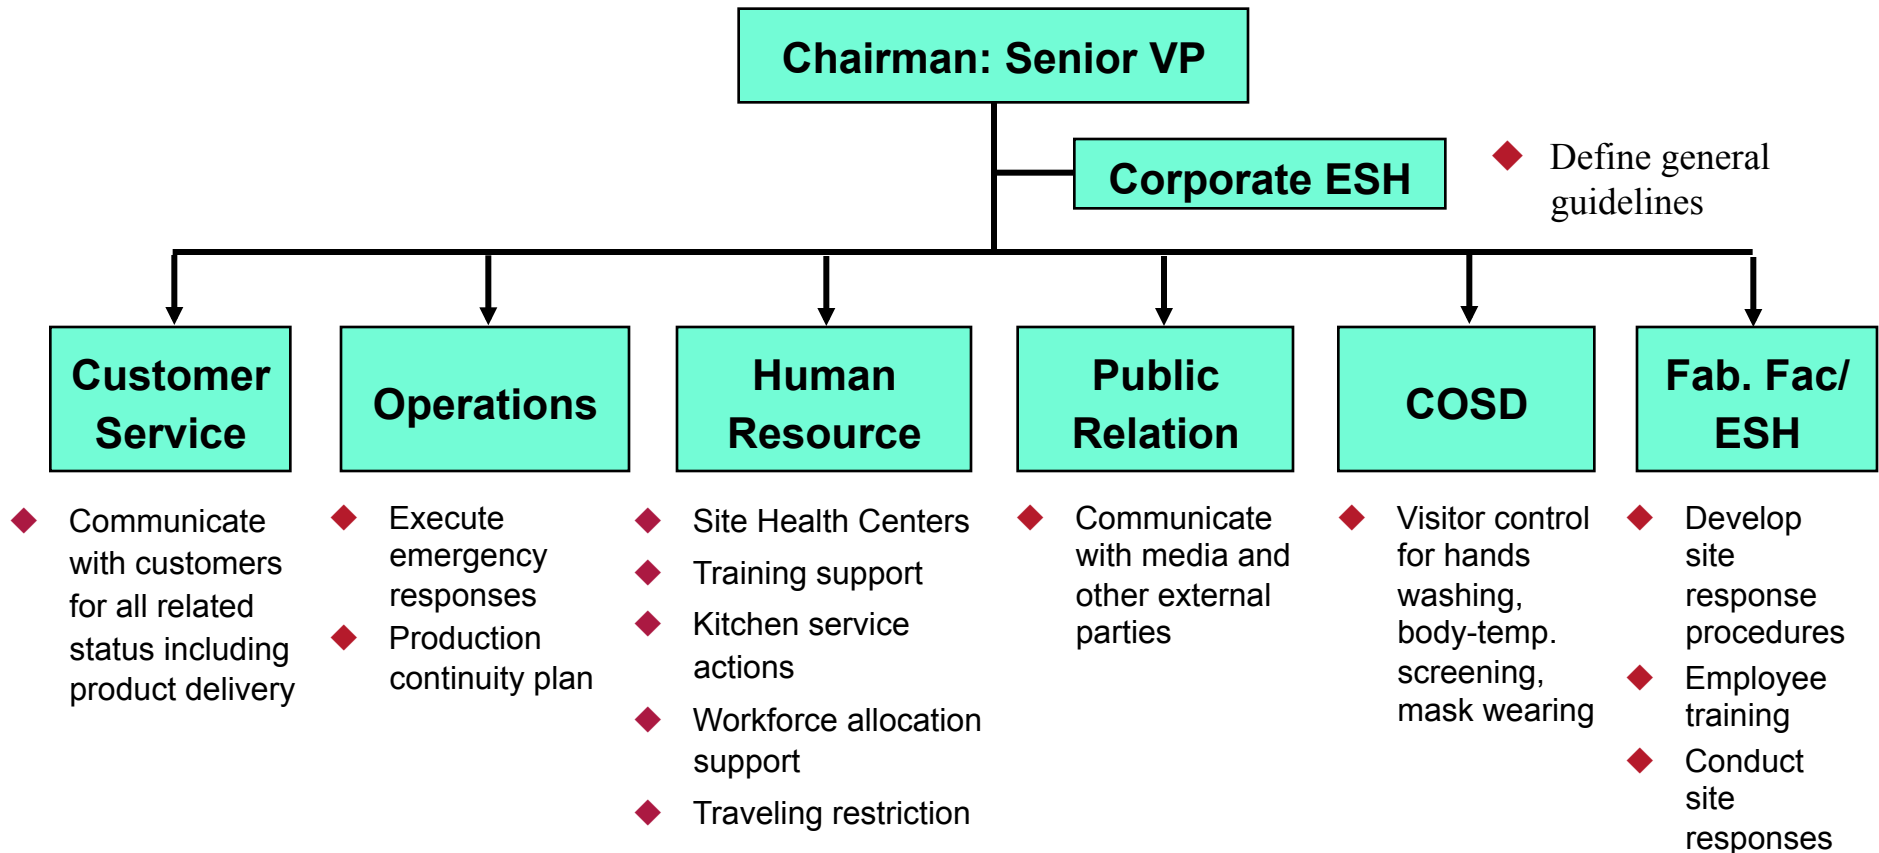 Chairman: Senior VP
Corporate ESH
Define general
guidelines
Customer
Service
Operations
Human
Resource
Public
Relation
COSD
Fab. Fac/
ESH
Communicate
with customers
for all related
status including
product delivery
Execute
emergency
responses
Production
continuity plan
Site Health Centers
Training support
Kitchen service
actions
Workforce allocation
support
Traveling restriction
Communicate
with media and
other external
parties
Visitor control
for hands
washing,
body-temp.
screening,
mask wearing
Develop
site
response
procedures
Employee
training
Conduct
site
responses